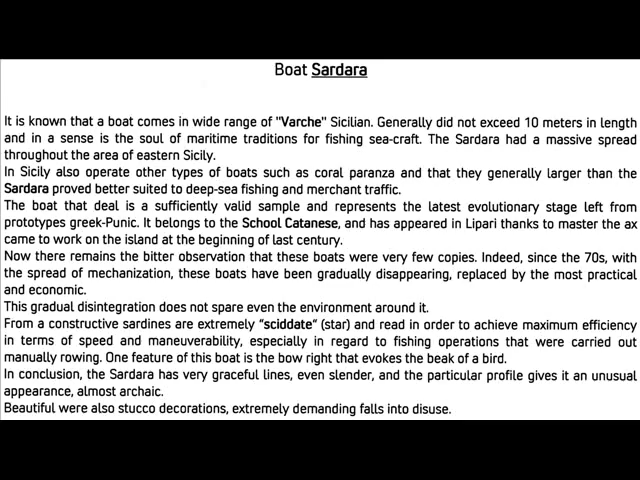 Boat Sardara
It is known that a boat comes in wide range of "Varche" Sicilian. Generally did not exceed 10 meters in length
and in a sense is the soul of maritime traditions for fishing sea-craft. The Sardara had a massive spread
throughout the area of eastern Sicily.
In Sicily also operate other types of boats such as coral paranza and that they generally larger than the
Sardara proved better suited to deep-sea fishing and merchant traffic.
The boat that deal is a sufficiently valid sample and represents the latest evolutionary stage left from
prototypes greek-Punic. It belongs to the School Catanese, and has appeared in Lipari thanks to master the ax
came to work on the island at the beginning of last century.
Now there remains the bitter observation that these boats were very few copies. Indeed, since the 70s, with
the spread of mechanization, these boats have been gradually disappearing, replaced by the most practical
and economic.
This gradual disintegration does not spare even the environment around it.
From a constructive sardines are extremely "sciddate" (star) and read in order to achieve maximum efficiency
in terms of speed and maneuverability, especially in regard to fishing operations that were carried out
manually rowing. One feature of this boat is the bow right that evokes the beak of a bird.
In conclusion, the Sardara has very graceful lines, even slender, and the particular profile gives it an unusual
appearance, almost archaic.
Beautiful were also stucco decorations, extremely demanding falls into disuse.